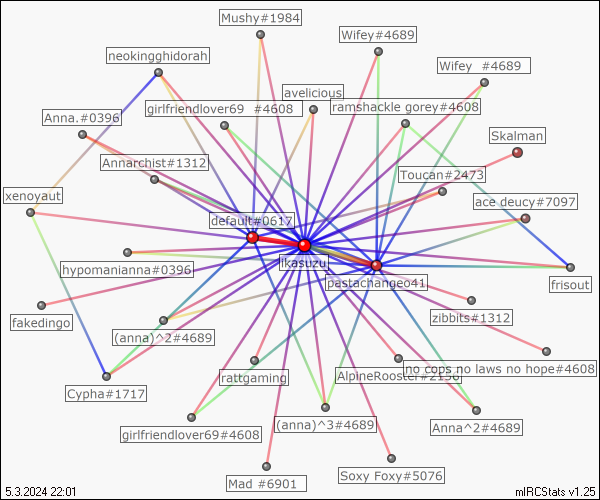 Mushy#1984
Wifey#4689
neokingghidorah
Wifey  #4689
avelicious
girlfriendlover69  #4608
ramshackle gorey#4608
Anna.#0396
Skalman
Annarchist#1312
Toucan#2473
xenoyaut
ace deucy#7097
default#0617
ikasuzu
hypomanianna#0396
pastachangeo41
frisout
fakedingo
zibbits#1312
(anna)^2#4689
no cops no laws no hope#4608
rattgaming
Cypha#1717
(anna)^3#4689
Anna^2#4689
girlfriendlover69#4608
Soxy Foxy#5076
Mad #6901
5.3.2024 22:01
mIRCStats v1.25